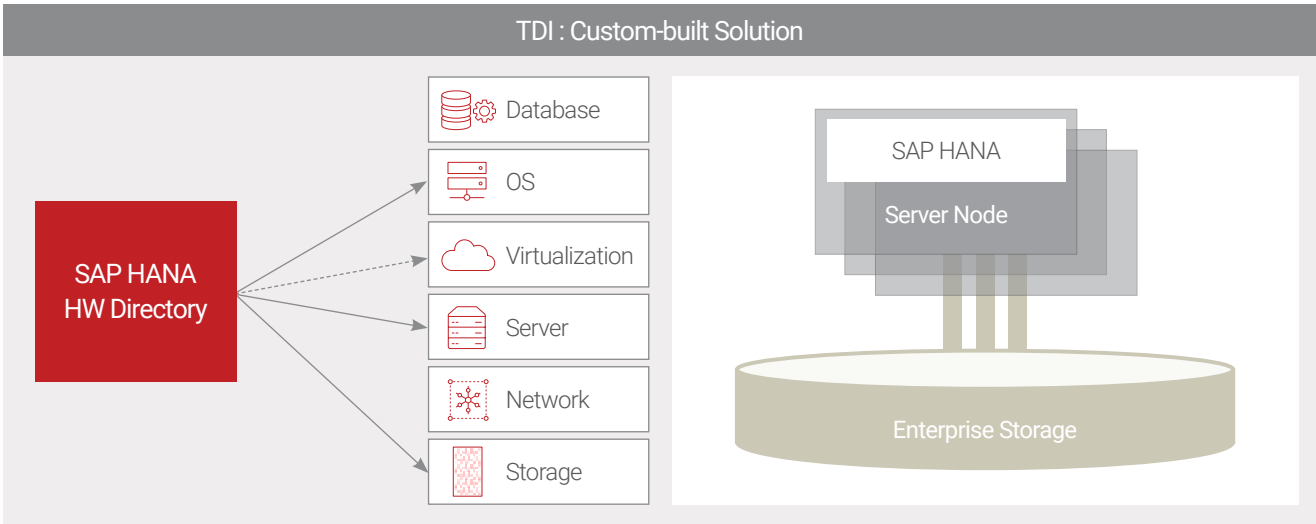 TDI : Custom-built Solution
SAP HANA
HW Directory
Database
OS
Virtualization
Server
Network
Storage
SAP HANA
Server Node
Enterprise Storage